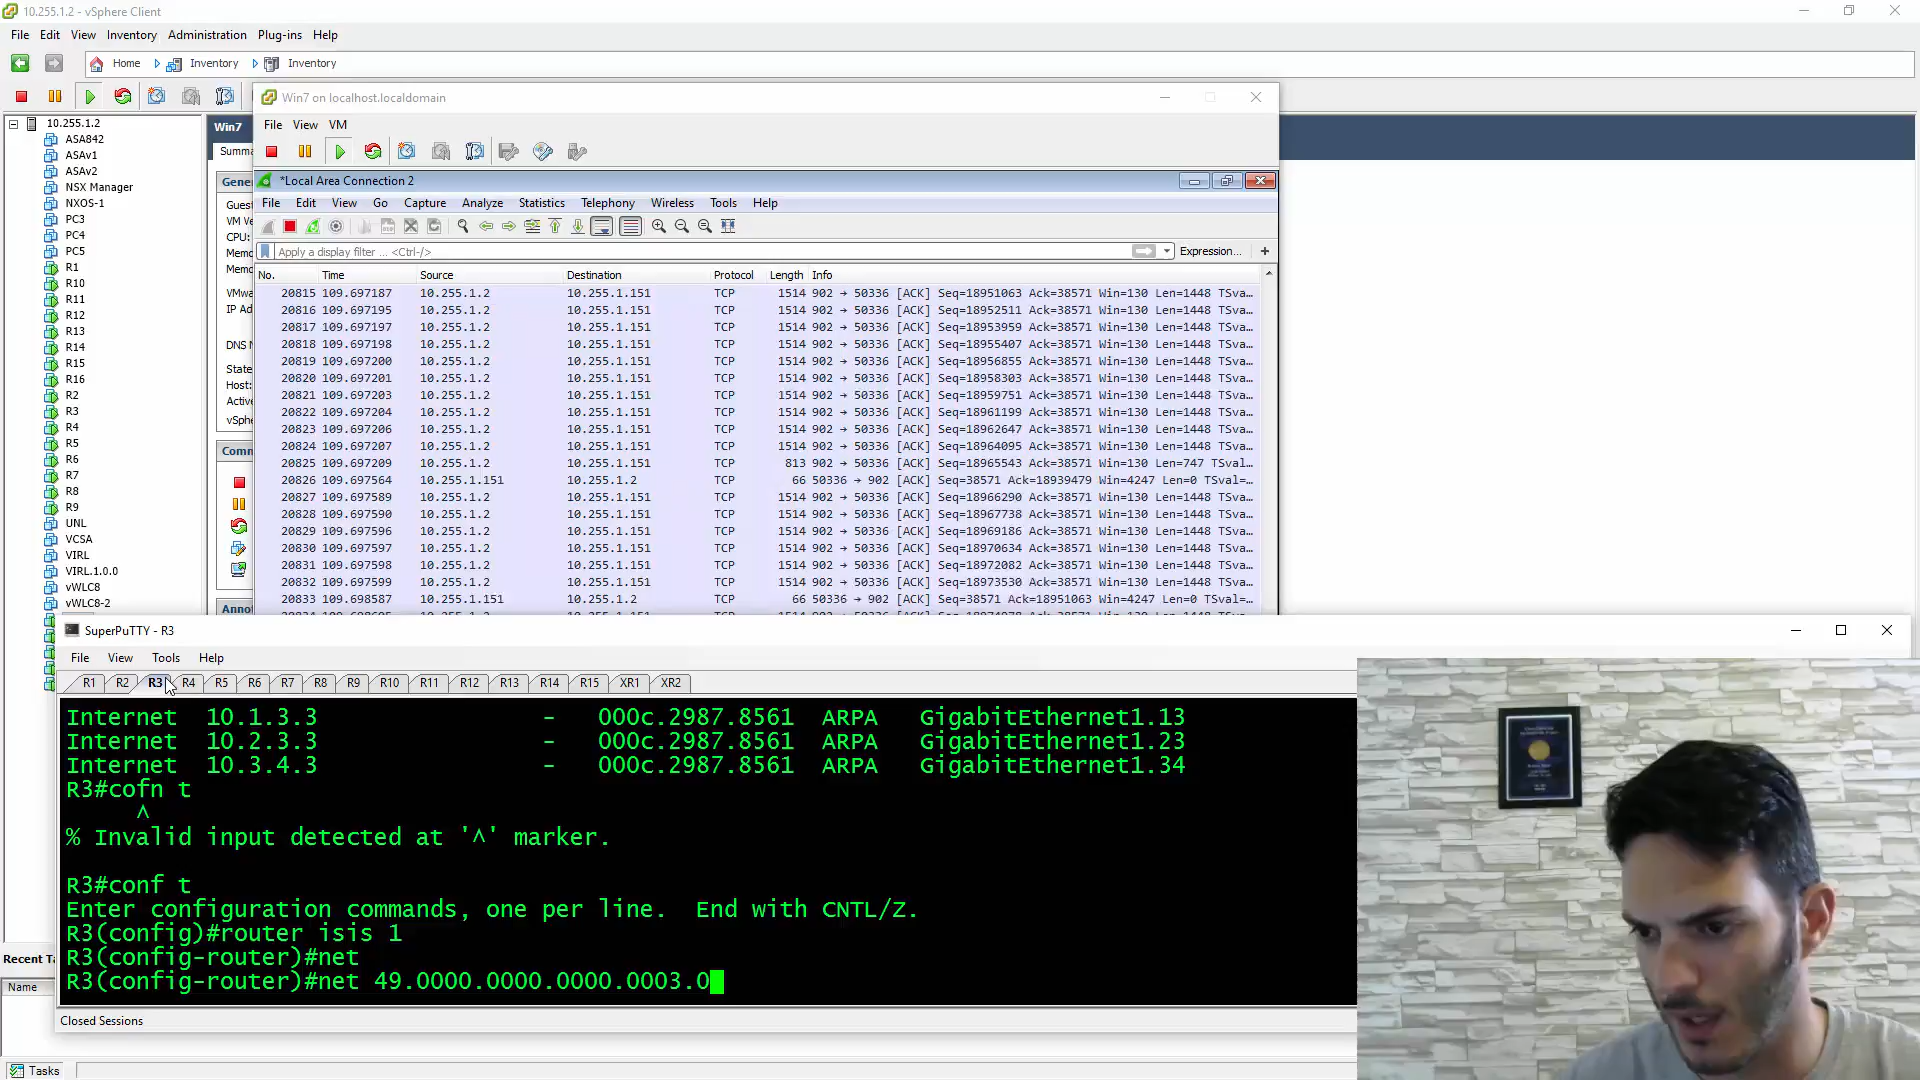 10.255.1.2 - vSphere Client
File Edit View Inventory Administration Plug-ins Help
Home Inventory Inventory
10.255.1.2
ASA842
ASAv1
ASAv2
NSX Manager
NXOS-1
PC3
PC4
PC5
R1
R10
R11
R12
R13
R14
R15
R16
R2
R3
R4
R5
R6
R7
R8
R9
UNL
VCSA
VIRL
VIRL.1.0.0
vWLC8
vWLC8-2
Win7
Summa
Gene
Gues
VM Ve
CPU:
Memo
Memo
VMwa
IP Ad
DNS N
State
Host:
Active
vSphe
Comm
Annot
Win7 on localhost.localdomain
File View VM
*Local Area Connection 2
File Edit View Go Capture Analyze Statistics Telephony Wireless Tools Help
Apply a display filter ... <Ctrl-/> Expression... +
No. Time Source Destination Protocol Length Info
20815 109.697187 10.255.1.2 10.255.1.151 TCP 1514 902 → 50336 [ACK] Seq=18951063 Ack=38571 Win=130 Len=1448 TSva…
20816 109.697195 10.255.1.2 10.255.1.151 TCP 1514 902 → 50336 [ACK] Seq=18952511 Ack=38571 Win=130 Len=1448 TSva…
20817 109.697197 10.255.1.2 10.255.1.151 TCP 1514 902 → 50336 [ACK] Seq=18953959 Ack=38571 Win=130 Len=1448 TSva…
20818 109.697198 10.255.1.2 10.255.1.151 TCP 1514 902 → 50336 [ACK] Seq=18955407 Ack=38571 Win=130 Len=1448 TSva…
20819 109.697200 10.255.1.2 10.255.1.151 TCP 1514 902 → 50336 [ACK] Seq=18956855 Ack=38571 Win=130 Len=1448 TSva…
20820 109.697201 10.255.1.2 10.255.1.151 TCP 1514 902 → 50336 [ACK] Seq=18958303 Ack=38571 Win=130 Len=1448 TSva…
20821 109.697203 10.255.1.2 10.255.1.151 TCP 1514 902 → 50336 [ACK] Seq=18959751 Ack=38571 Win=130 Len=1448 TSva…
20822 109.697204 10.255.1.2 10.255.1.151 TCP 1514 902 → 50336 [ACK] Seq=18961199 Ack=38571 Win=130 Len=1448 TSva…
20823 109.697206 10.255.1.2 10.255.1.151 TCP 1514 902 → 50336 [ACK] Seq=18962647 Ack=38571 Win=130 Len=1448 TSva…
20824 109.697207 10.255.1.2 10.255.1.151 TCP 1514 902 → 50336 [ACK] Seq=18964095 Ack=38571 Win=130 Len=1448 TSva…
20825 109.697209 10.255.1.2 10.255.1.151 TCP 813 902 → 50336 [ACK] Seq=18965543 Ack=38571 Win=130 Len=747 TSval…
20826 109.697564 10.255.1.151 10.255.1.2 TCP 66 50336 → 902 [ACK] Seq=38571 Ack=18939479 Win=4247 Len=0 TSval=…
20827 109.697589 10.255.1.2 10.255.1.151 TCP 1514 902 → 50336 [ACK] Seq=18966290 Ack=38571 Win=130 Len=1448 TSva…
20828 109.697590 10.255.1.2 10.255.1.151 TCP 1514 902 → 50336 [ACK] Seq=18967738 Ack=38571 Win=130 Len=1448 TSva…
20829 109.697596 10.255.1.2 10.255.1.151 TCP 1514 902 → 50336 [ACK] Seq=18969186 Ack=38571 Win=130 Len=1448 TSva…
20830 109.697597 10.255.1.2 10.255.1.151 TCP 1514 902 → 50336 [ACK] Seq=18970634 Ack=38571 Win=130 Len=1448 TSva…
20831 109.697598 10.255.1.2 10.255.1.151 TCP 1514 902 → 50336 [ACK] Seq=18972082 Ack=38571 Win=130 Len=1448 TSva…
20832 109.697599 10.255.1.2 10.255.1.151 TCP 1514 902 → 50336 [ACK] Seq=18973530 Ack=38571 Win=130 Len=1448 TSva…
20833 109.698587 10.255.1.151 10.255.1.2 TCP 66 50336 → 902 [ACK] Seq=38571 Ack=18951063 Win=4247 Len=0 TSval=…
SuperPuTTY - R3
File View Tools Help
R1 R2 R3 R4 R5 R6 R7 R8 R9 R10 R11 R12 R13 R14 R15 XR1 XR2
Internet 10.1.3.3 - 000c.2987.8561 ARPA GigabitEthernet1.13
Internet 10.2.3.3 - 000c.2987.8561 ARPA GigabitEthernet1.23
Internet 10.3.4.3 - 000c.2987.8561 ARPA GigabitEthernet1.34
R3#cofn t
^
% Invalid input detected at '^' marker.
R3#conf t
Enter configuration commands, one per line. End with CNTL/Z.
R3(config)#router isis 1
R3(config-router)#net
R3(config-router)#net 49.0000.0000.0000.0003.0
Closed Sessions
Recent Ta
Name
Tasks